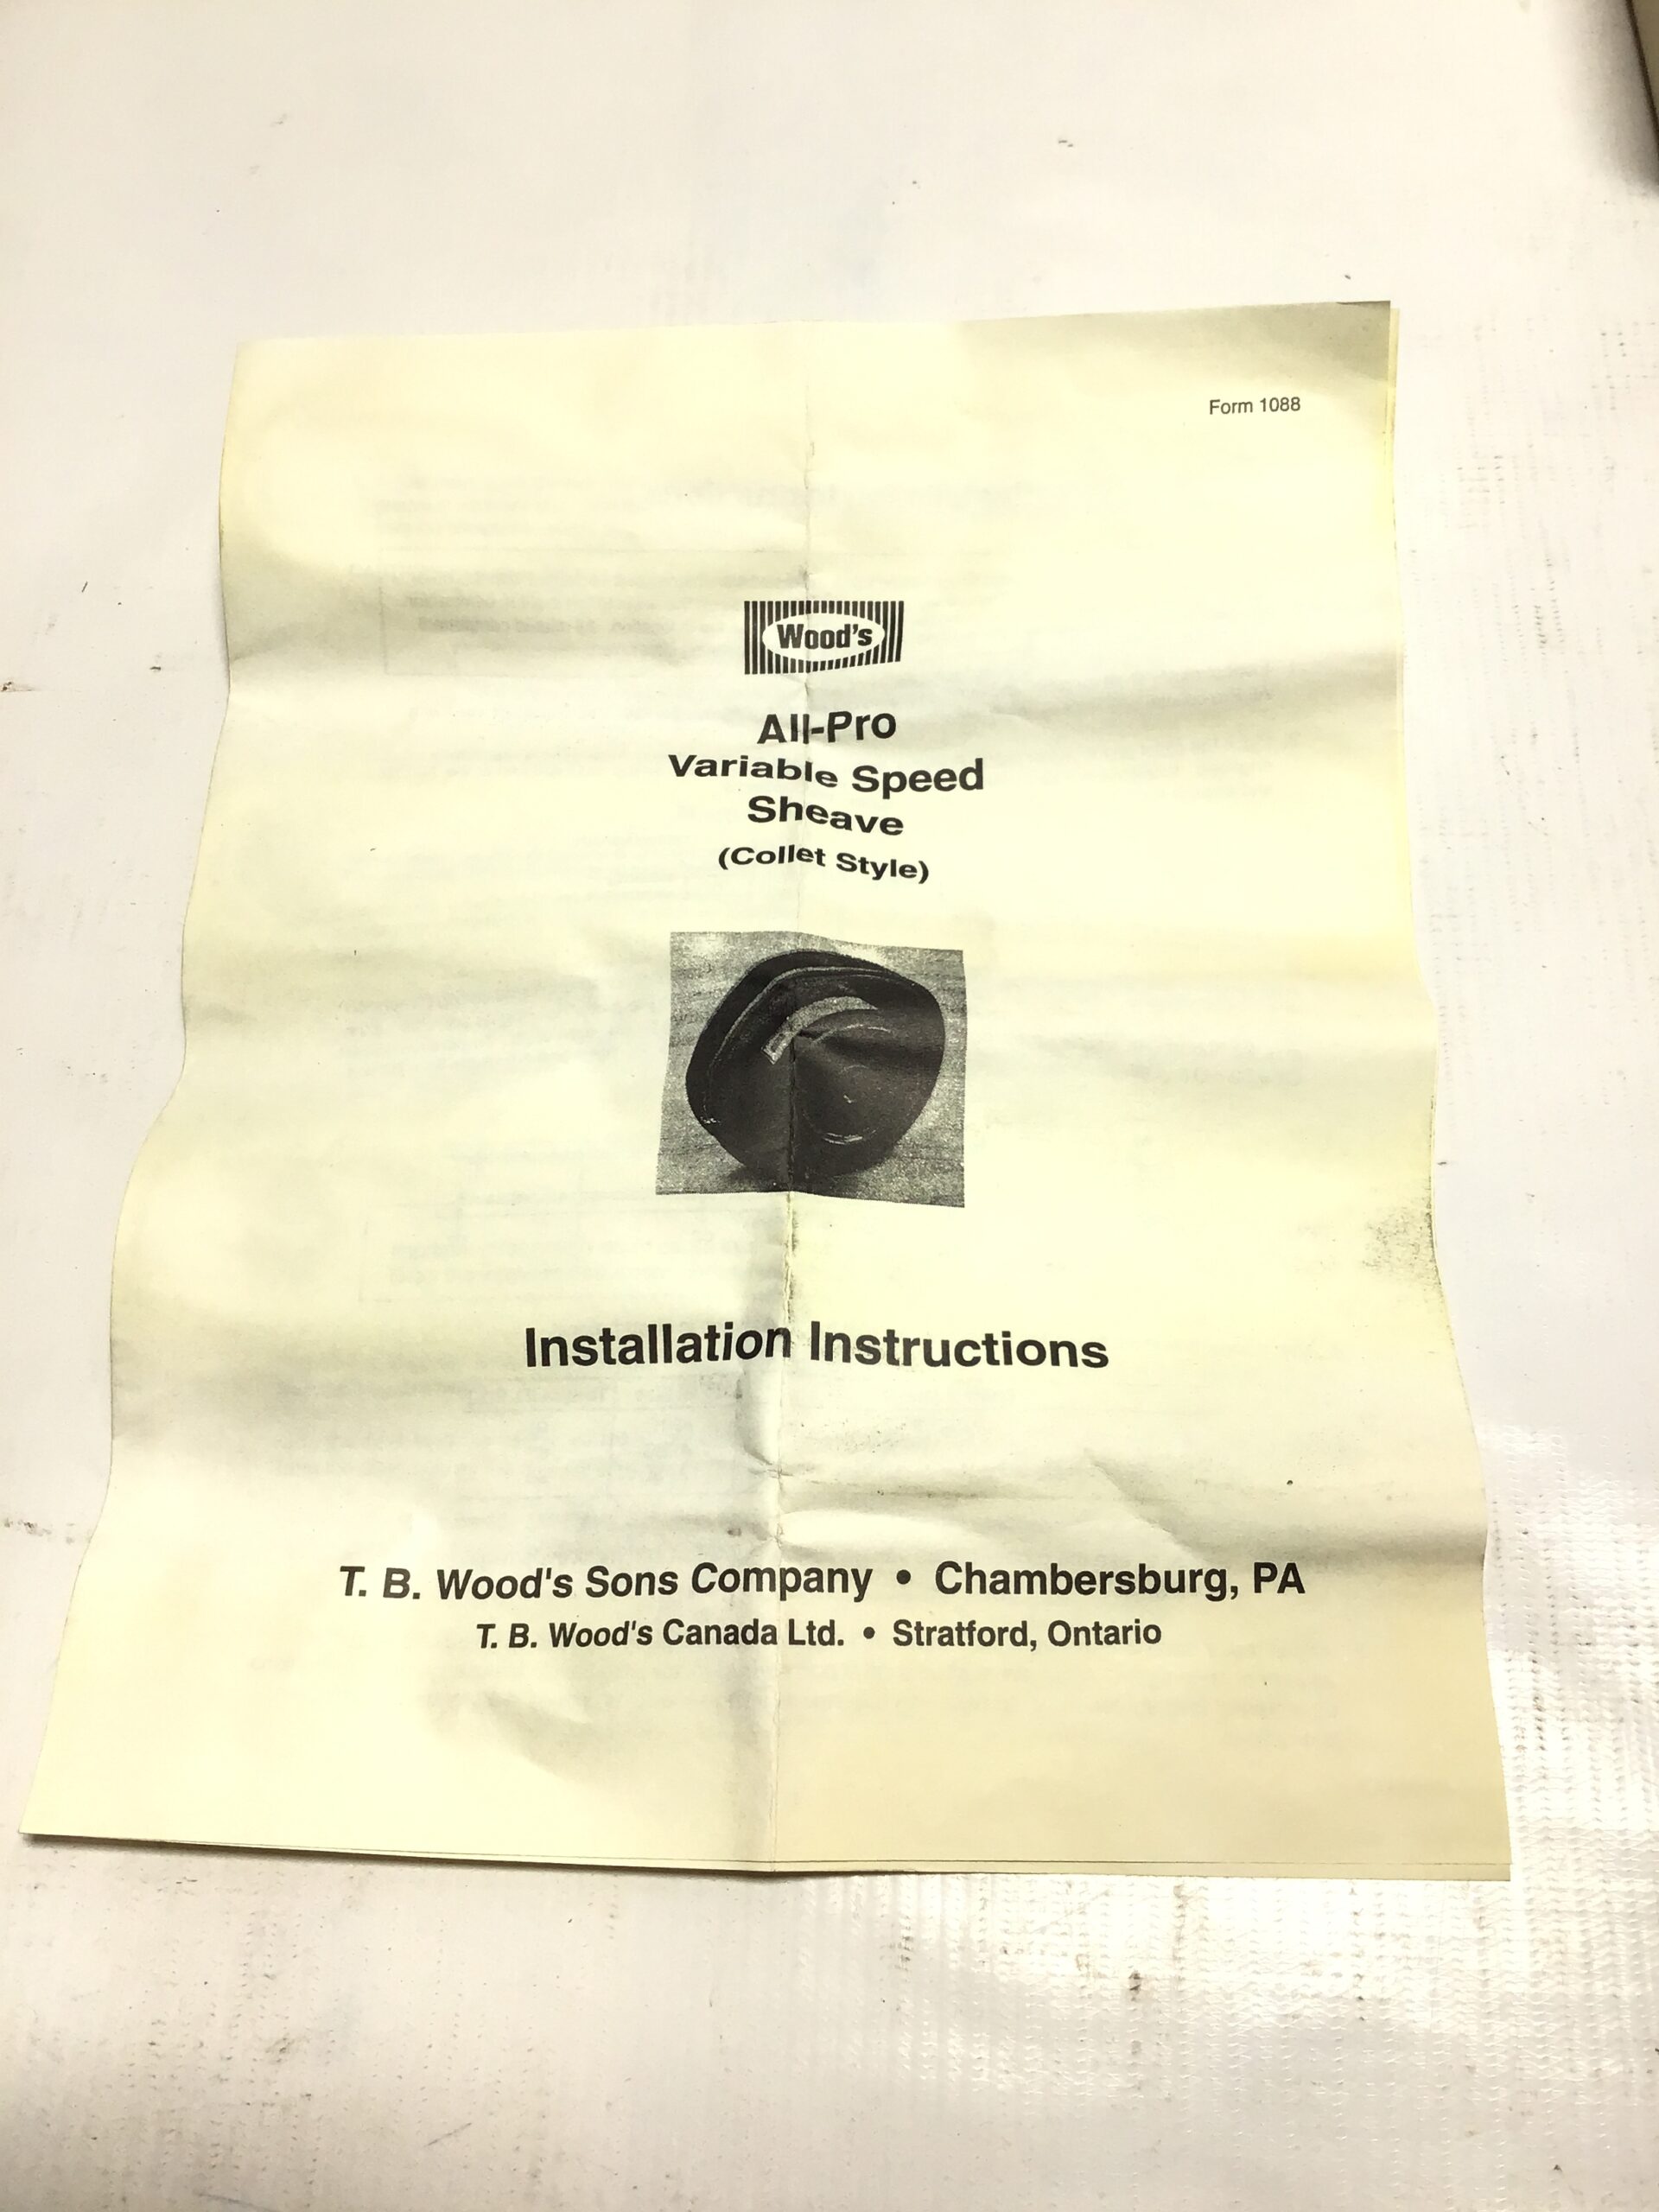 Form 1088
Wood's
All-Pro
Variable Speed
Sheave
(Collet Style)
Installation Instructions
T. B. Wood's Sons Company • Chambersburg, PA
T. B. Wood's Canada Ltd. • Stratford, Ontario